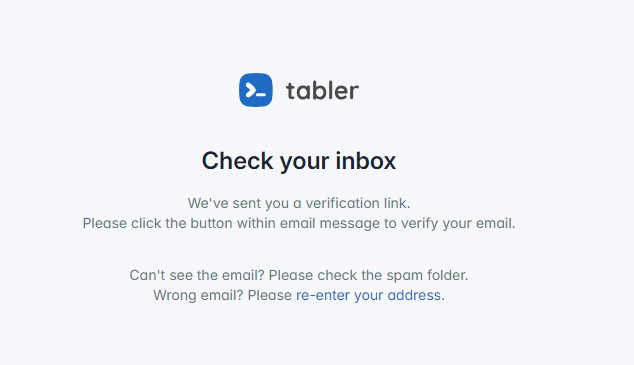 tabler
Check your inbox
We've sent you a verification link.
Please click the button within email message to verify your email.
Can't see the email? Please check the spam folder.
Wrong email? Please re-enter your address.